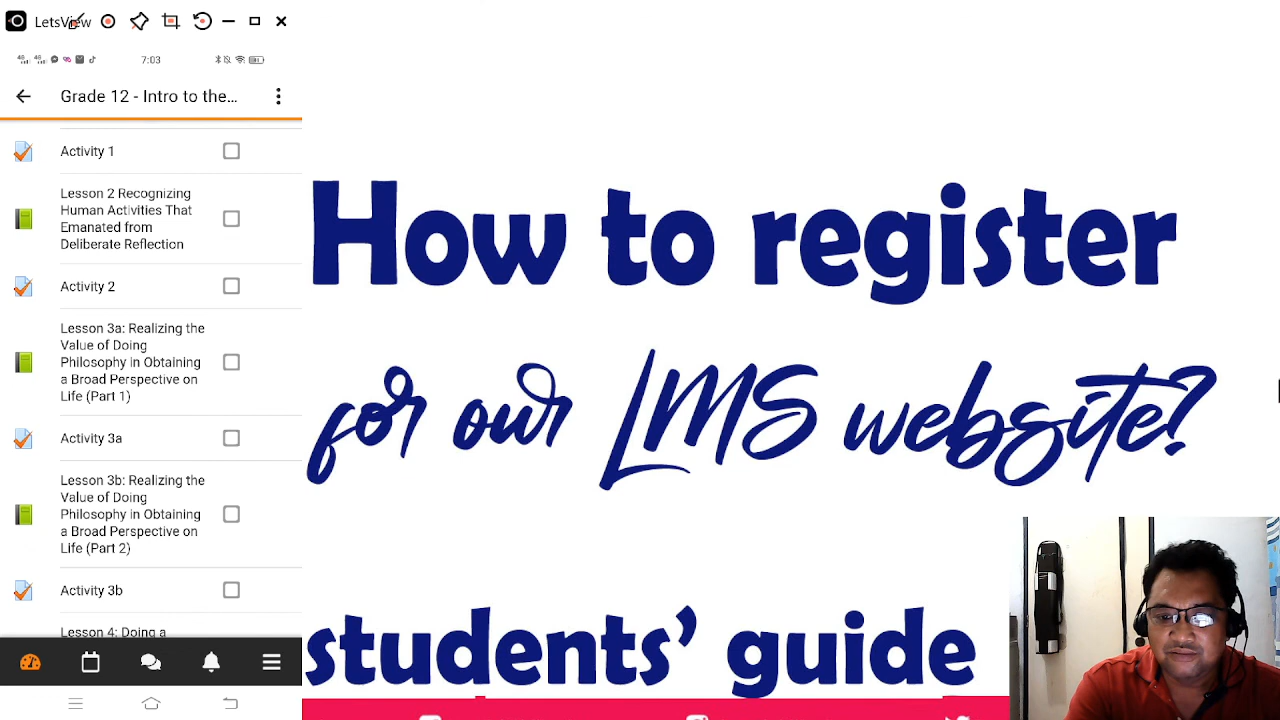 LetsView
7:03
Grade 12 - Intro to the...
Activity 1
Lesson 2 Recognizing
Human Activities That
Emanated from
Deliberate Reflection
Activity 2
Lesson 3a: Realizing the
Value of Doing
Philosophy in Obtaining
a Broad Perspective on
Life (Part 1)
Activity 3a
Lesson 3b: Realizing the
Value of Doing
Philosophy in Obtaining
a Broad Perspective on
Life (Part 2)
Activity 3b
Lesson 4: Doing a
How to register
for our LMS website?
students' guide